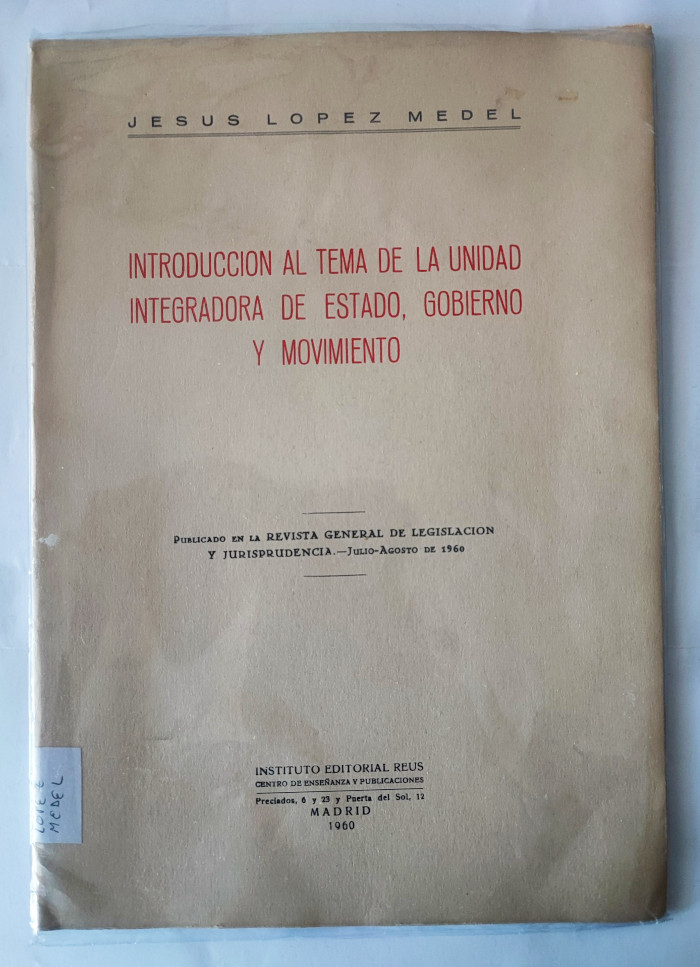 JESUS LOPEZ MEDEL
INTRODUCCION AL TEMA DE LA UNIDAD
INTEGRADORA DE ESTADO, GOBIERNO
Y MOVIMIENTO
PUBLICADO EN LA REVISTA GENERAL DE LEGISLACION
Y JURISPRUDENCIA.—JULIO-AGOSTO DE 1960
INSTITUTO EDITORIAL REUS
CENTRO DE ENSEÑANZA Y PUBLICACIONES
Preciados, 6 y 23 y Puerta del Sol, 12
MADRID
1960
LOPEZ
MEDEL